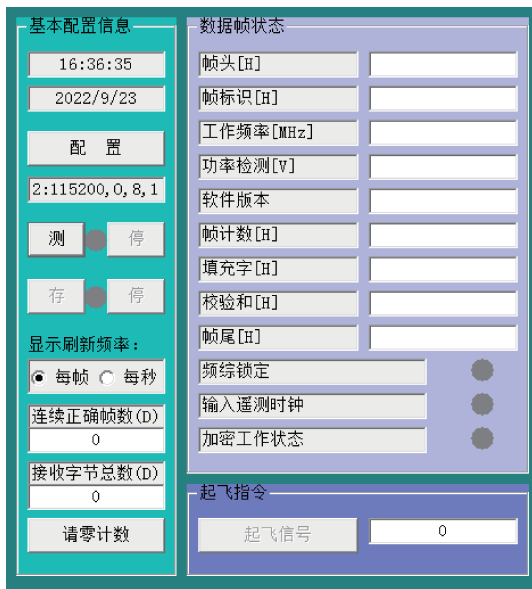 基本配置信息
16:36:35
2022/9/23
配 置
2:115200,0,8,1
测 停
存 停
显示刷新频率:
每帧 每秒
连续正确帧数(D)
0
接收字节总数(D)
0
请零计数
数据帧状态
帧头[H]
帧标识[H]
工作频率[MHz]
功率检测[V]
软件版本
帧计数[H]
填充字[H]
校验和[H]
帧尾[H]
频综锁定
输入遥测时钟
加密工作状态
起飞指令
起飞信号 0